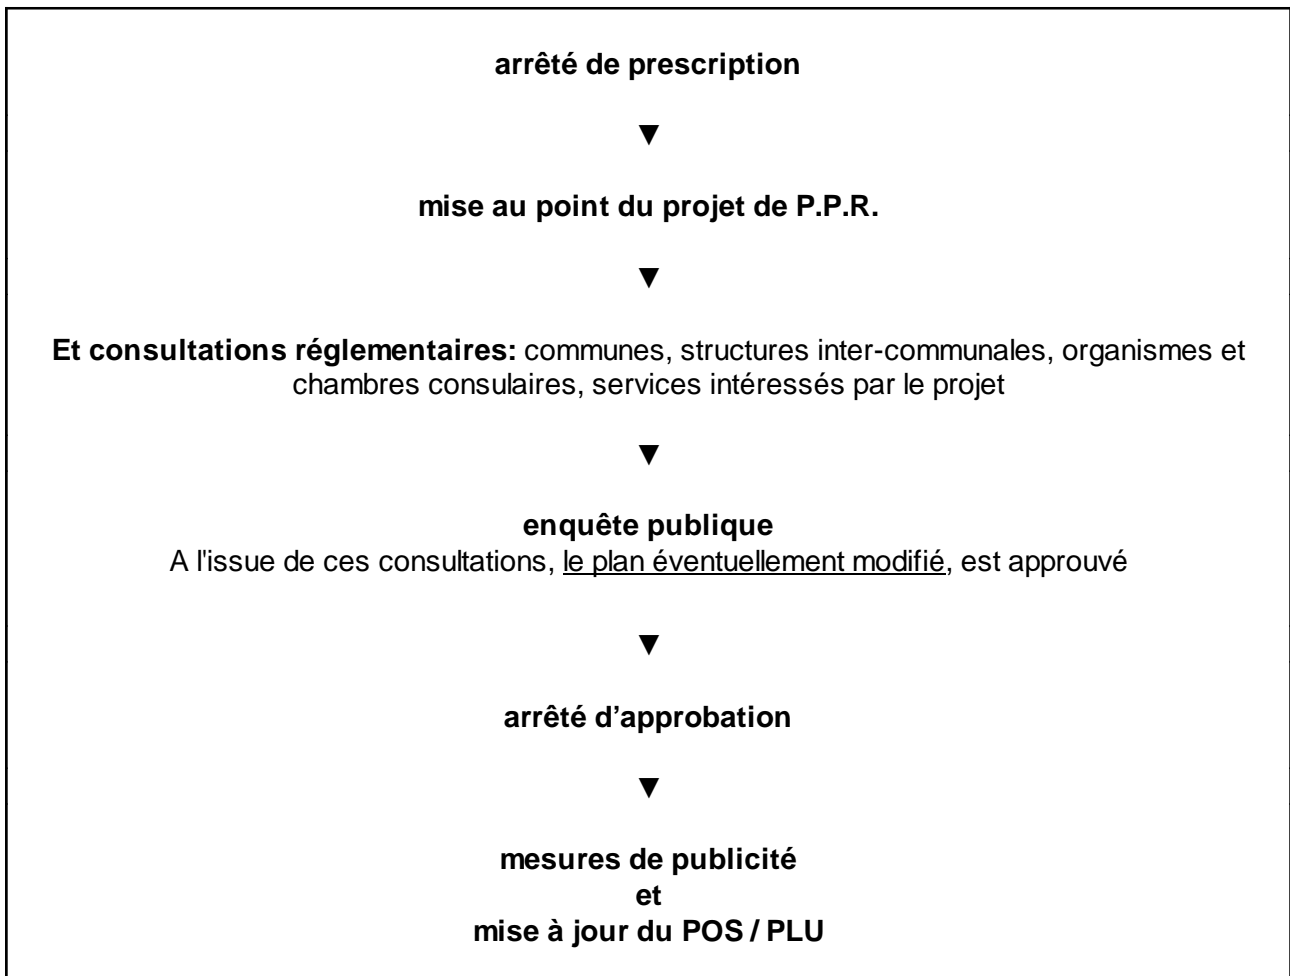 arrêté de prescription
▼
mise au point du projet de P.P.R.
▼
Et consultations réglementaires: communes, structures inter-communales, organismes et
chambres consulaires, services intéressés par le projet
▼
enquête publique
A l'issue de ces consultations, le plan éventuellement modifié, est approuvé
▼
arrêté d’approbation
▼
mesures de publicité
et
mise à jour du POS / PLU